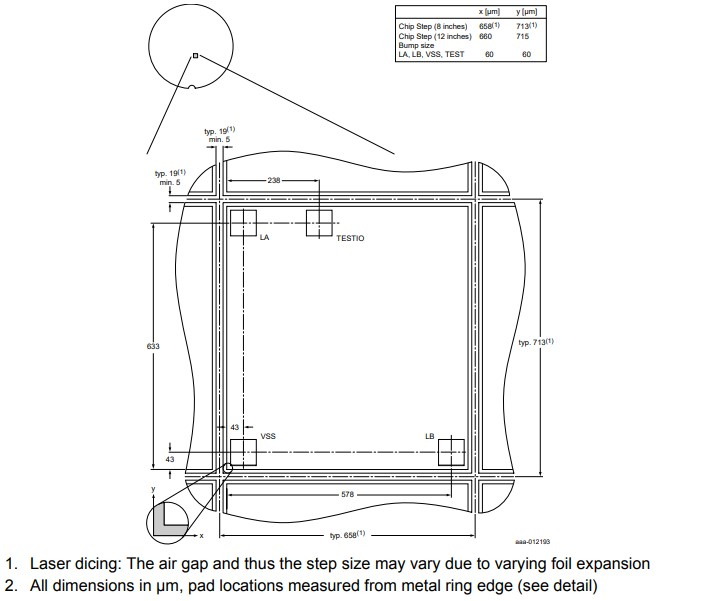 x [µm] y [µm]
Chip Step (8 inches) 658(1) 713(1)
Chip Step (12 inches) 660 715
Bump size
LA, LB, VSS, TEST 60 60
typ. 19(1)
min. 5
typ. 19(1)
min. 5
238
LA
TESTIO
633
typ. 713(1)
43
VSS
LB
43
578
y
x
typ. 658(1)
aaa-012193
1. Laser dicing: The air gap and thus the step size may vary due to varying foil expansion
2. All dimensions in µm, pad locations measured from metal ring edge (see detail)